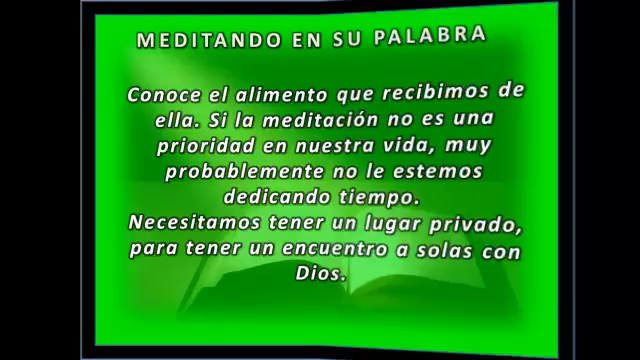 MEDITANDO EN SU PALABRA
Conoce el alimento que recibimos de
ella. Si la meditación no es una
prioridad en nuestra vida, muy
probablemente no le estemos
dedicando tiempo.
Necesitamos tener un lugar privado,
para tener un encuentro a solas con
Dios.